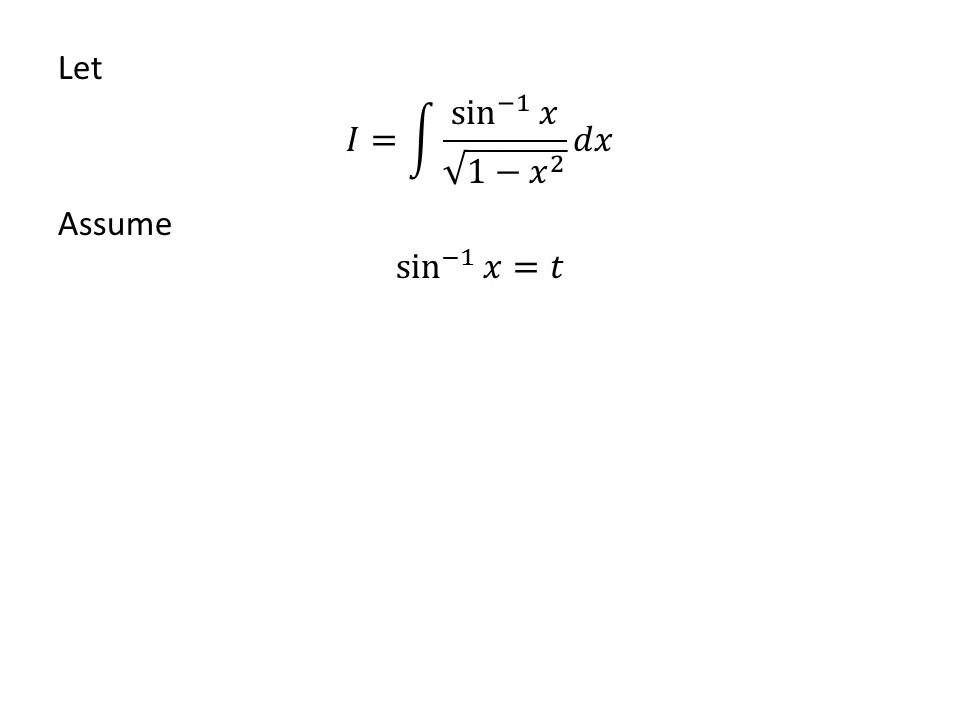 Let
𝐼 = ∫ sin⁻¹ 𝑥 / √(1 − 𝑥²) 𝑑𝑥
Assume
sin⁻¹ 𝑥 = 𝑡